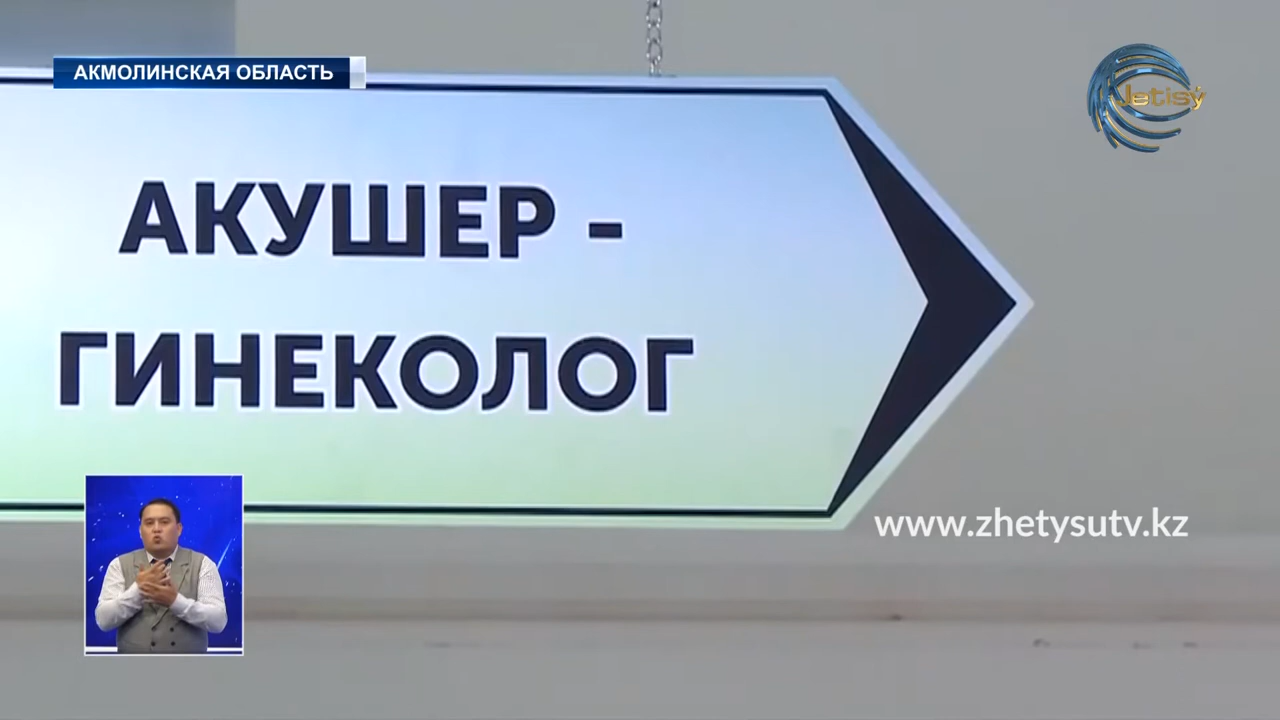 АКМОЛИНСКАЯ ОБЛАСТЬ
Jetisý
АКУШЕР -
ГИНЕКОЛОГ
www.zhetysutv.kz